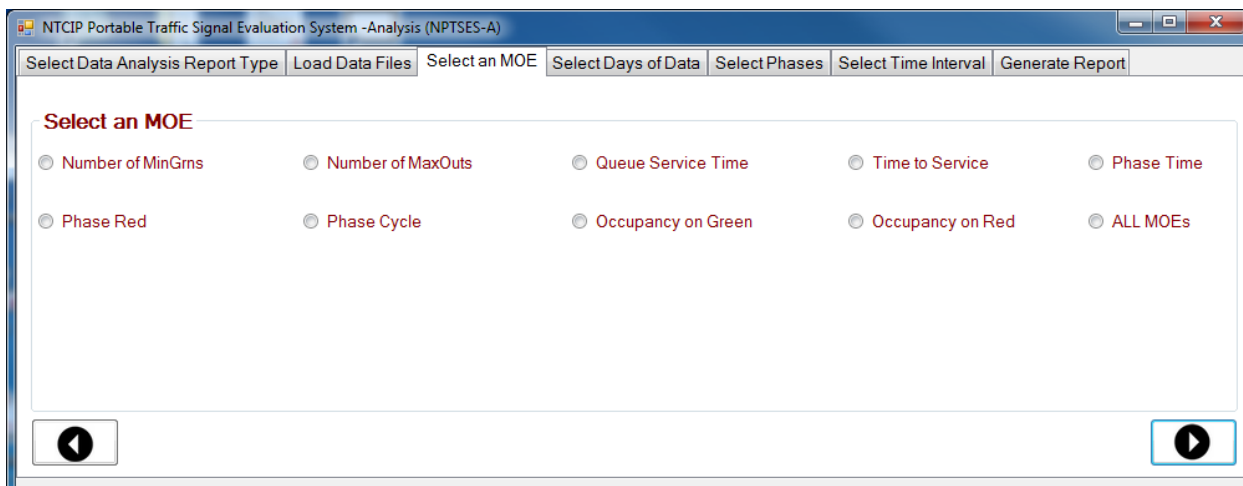 NTCIP Portable Traffic Signal Evaluation System -Analysis (NPTSES-A)
Select Data Analysis Report Type Load Data Files Select an MOE Select Days of Data Select Phases Select Time Interval Generate Report
Select an MOE
Number of MinGrns Number of MaxOuts Queue Service Time Time to Service Phase Time
Phase Red Phase Cycle Occupancy on Green Occupancy on Red ALL MOEs